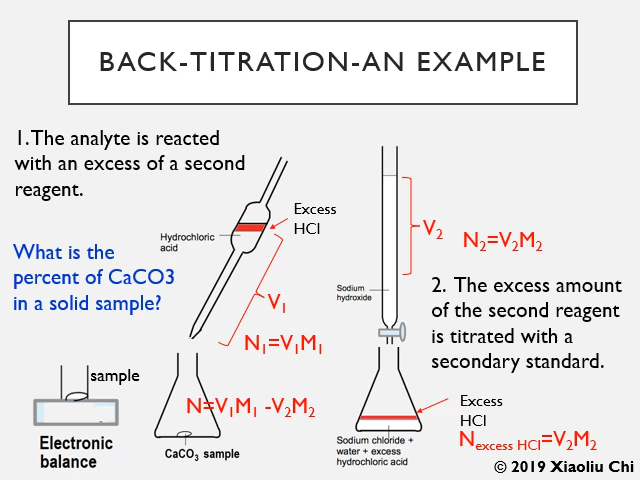 BACK-TITRATION-AN EXAMPLE
1. The analyte is reacted
with an excess of a second
reagent.
What is the
percent of CaCO3
in a solid sample?
Hydrochloric
acid
Excess
HCl
V₁
N₁=V₁M₁
sample
Electronic
balance
N=V₁M₁ -V₂M₂
CaCO₃ sample
V₂
N₂=V₂M₂
Sodium
hydroxide
2. The excess amount
of the second reagent
is titrated with a
secondary standard.
Excess
HCl
N excess HCl=V₂M₂
Sodium chloride +
water + excess
hydrochloric acid
© 2019 Xiaoliu Chi